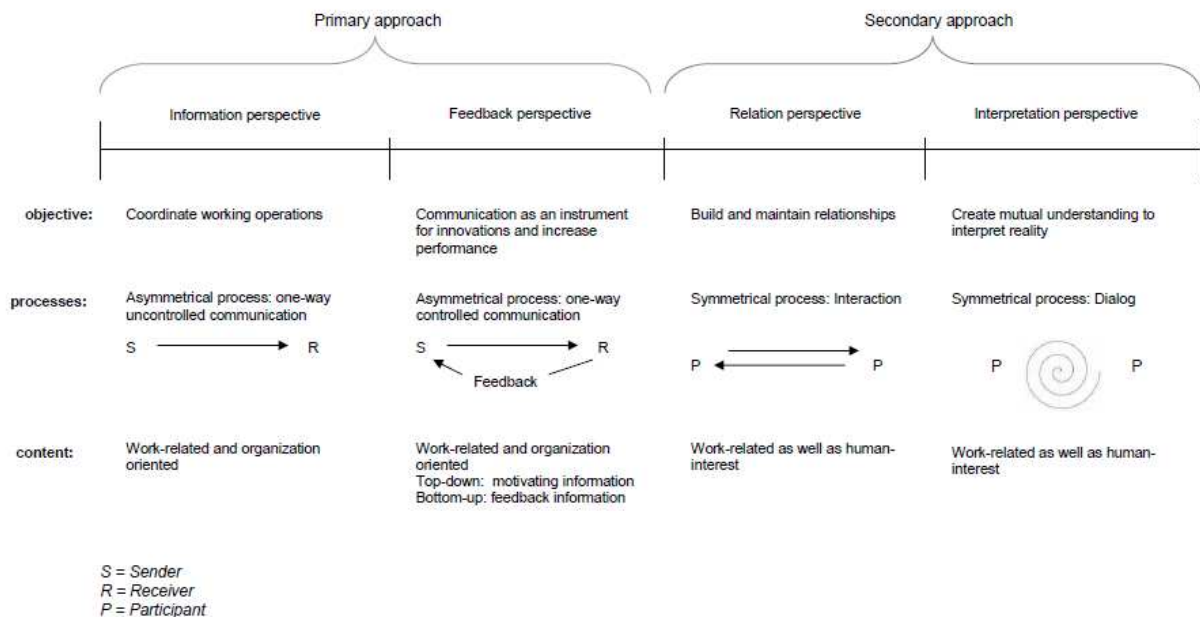 Primary approach
Secondary approach
Information perspective
Feedback perspective
Relation perspective
Interpretation perspective
objective:
Coordinate working operations
Communication as an instrument
for innovations and increase
performance
Build and maintain relationships
Create mutual understanding to
interpret reality
processes:
Asymmetrical process: one-way
uncontrolled communication
S
R
Asymmetrical process: one-way
controlled communication
S
R
Feedback
Symmetrical process: Interaction
P
P
Symmetrical process: Dialog
P
P
content:
Work-related and organization
oriented
Work-related and organization
oriented
Top-down: motivating information
Bottom-up: feedback information
Work-related as well as human-
interest
Work-related as well as human-
interest
S = Sender
R = Receiver
P = Participant